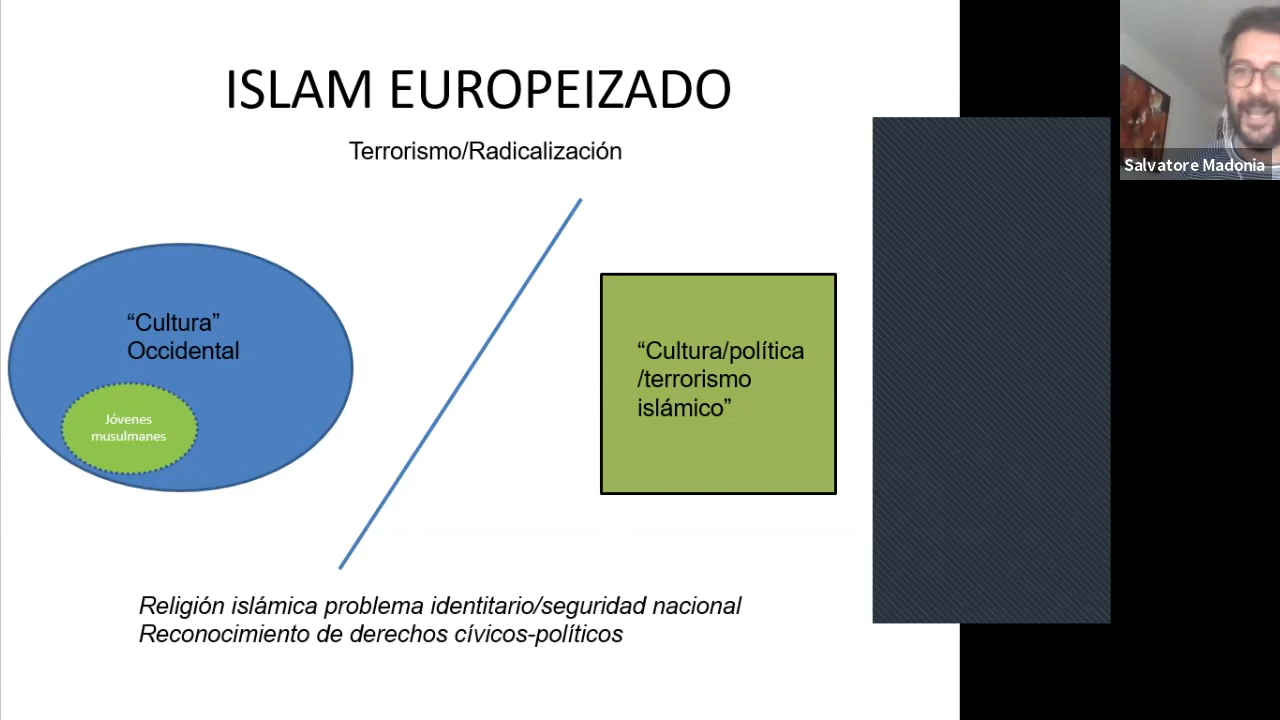 ISLAM EUROPEIZADO
Terrorismo/Radicalización
“Cultura”
Occidental
Jóvenes
musulmanes
“Cultura/política
/terrorismo
islámico”
Religión islámica problema identitario/seguridad nacional
Reconocimiento de derechos cívicos-políticos
Salvatore Madonia